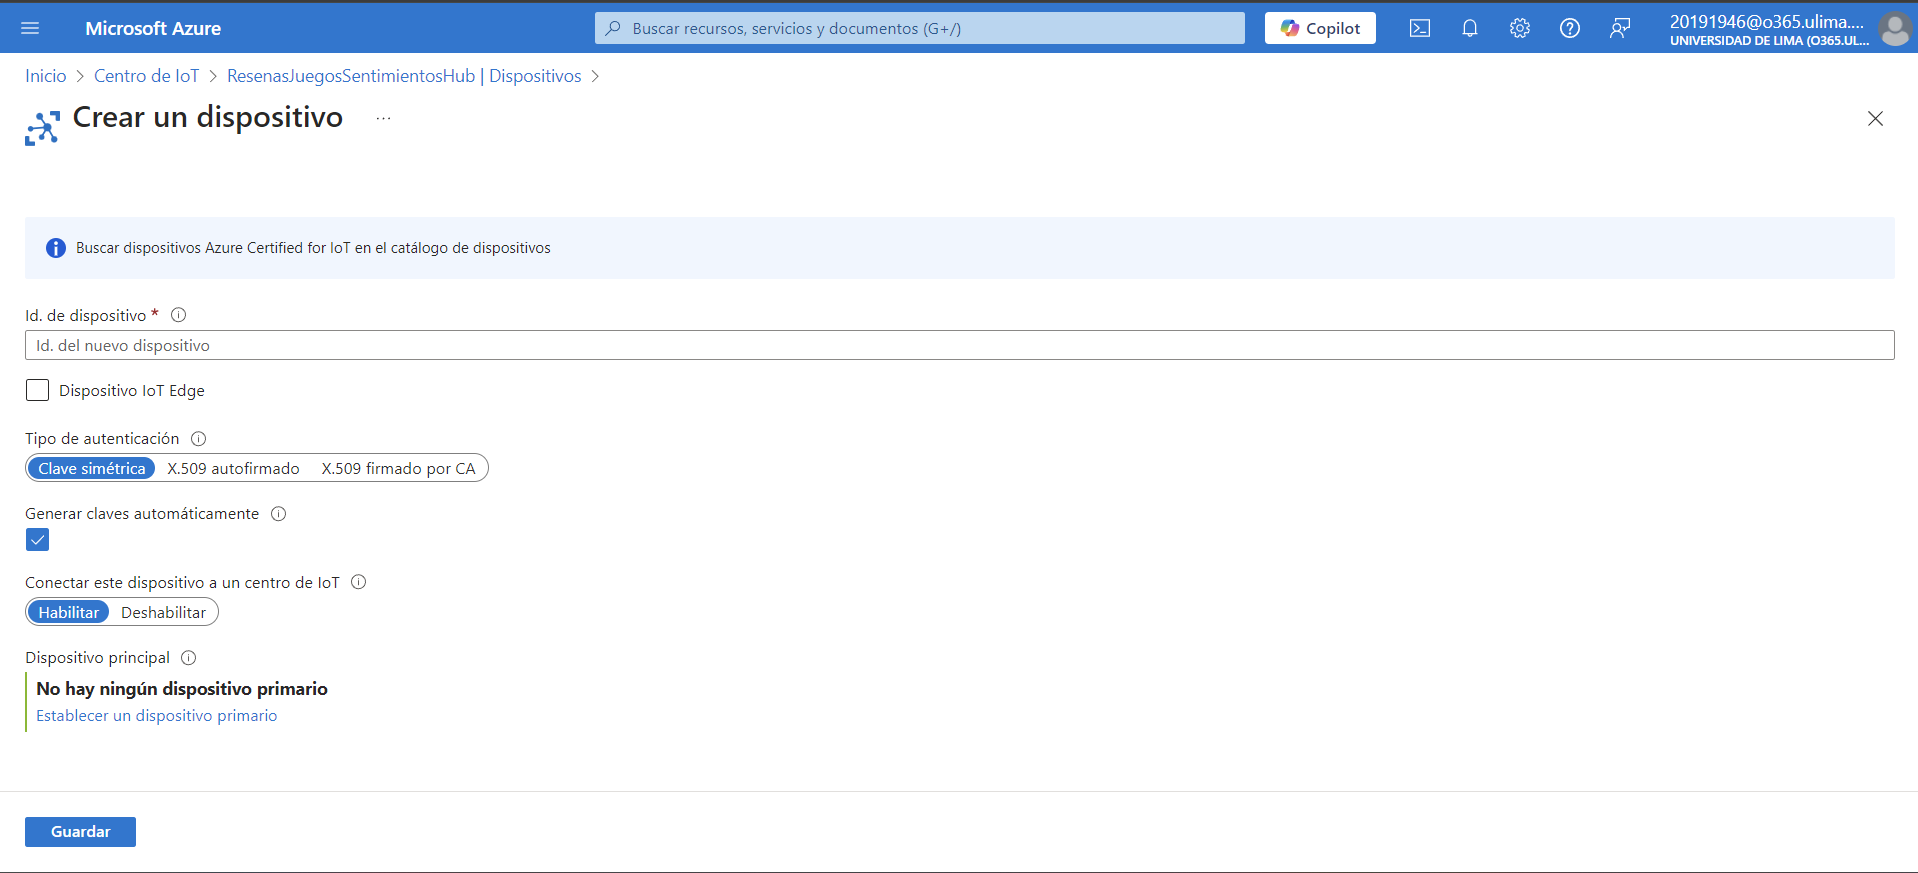 Microsoft Azure
Buscar recursos, servicios y documentos (G+/)
Copilot
20191946@o365.ulima....
UNIVERSIDAD DE LIMA (O365.UL...
Inicio > Centro de IoT > ResenasJuegosSentimientosHub | Dispositivos >
Crear un dispositivo ...
Buscar dispositivos Azure Certified for IoT en el catálogo de dispositivos
Id. de dispositivo *
Id. del nuevo dispositivo
Dispositivo IoT Edge
Tipo de autenticación
Clave simétrica X.509 autofirmado X.509 firmado por CA
Generar claves automáticamente
Conectar este dispositivo a un centro de IoT
Habilitar Deshabilitar
Dispositivo principal
No hay ningún dispositivo primario
Establecer un dispositivo primario
Guardar